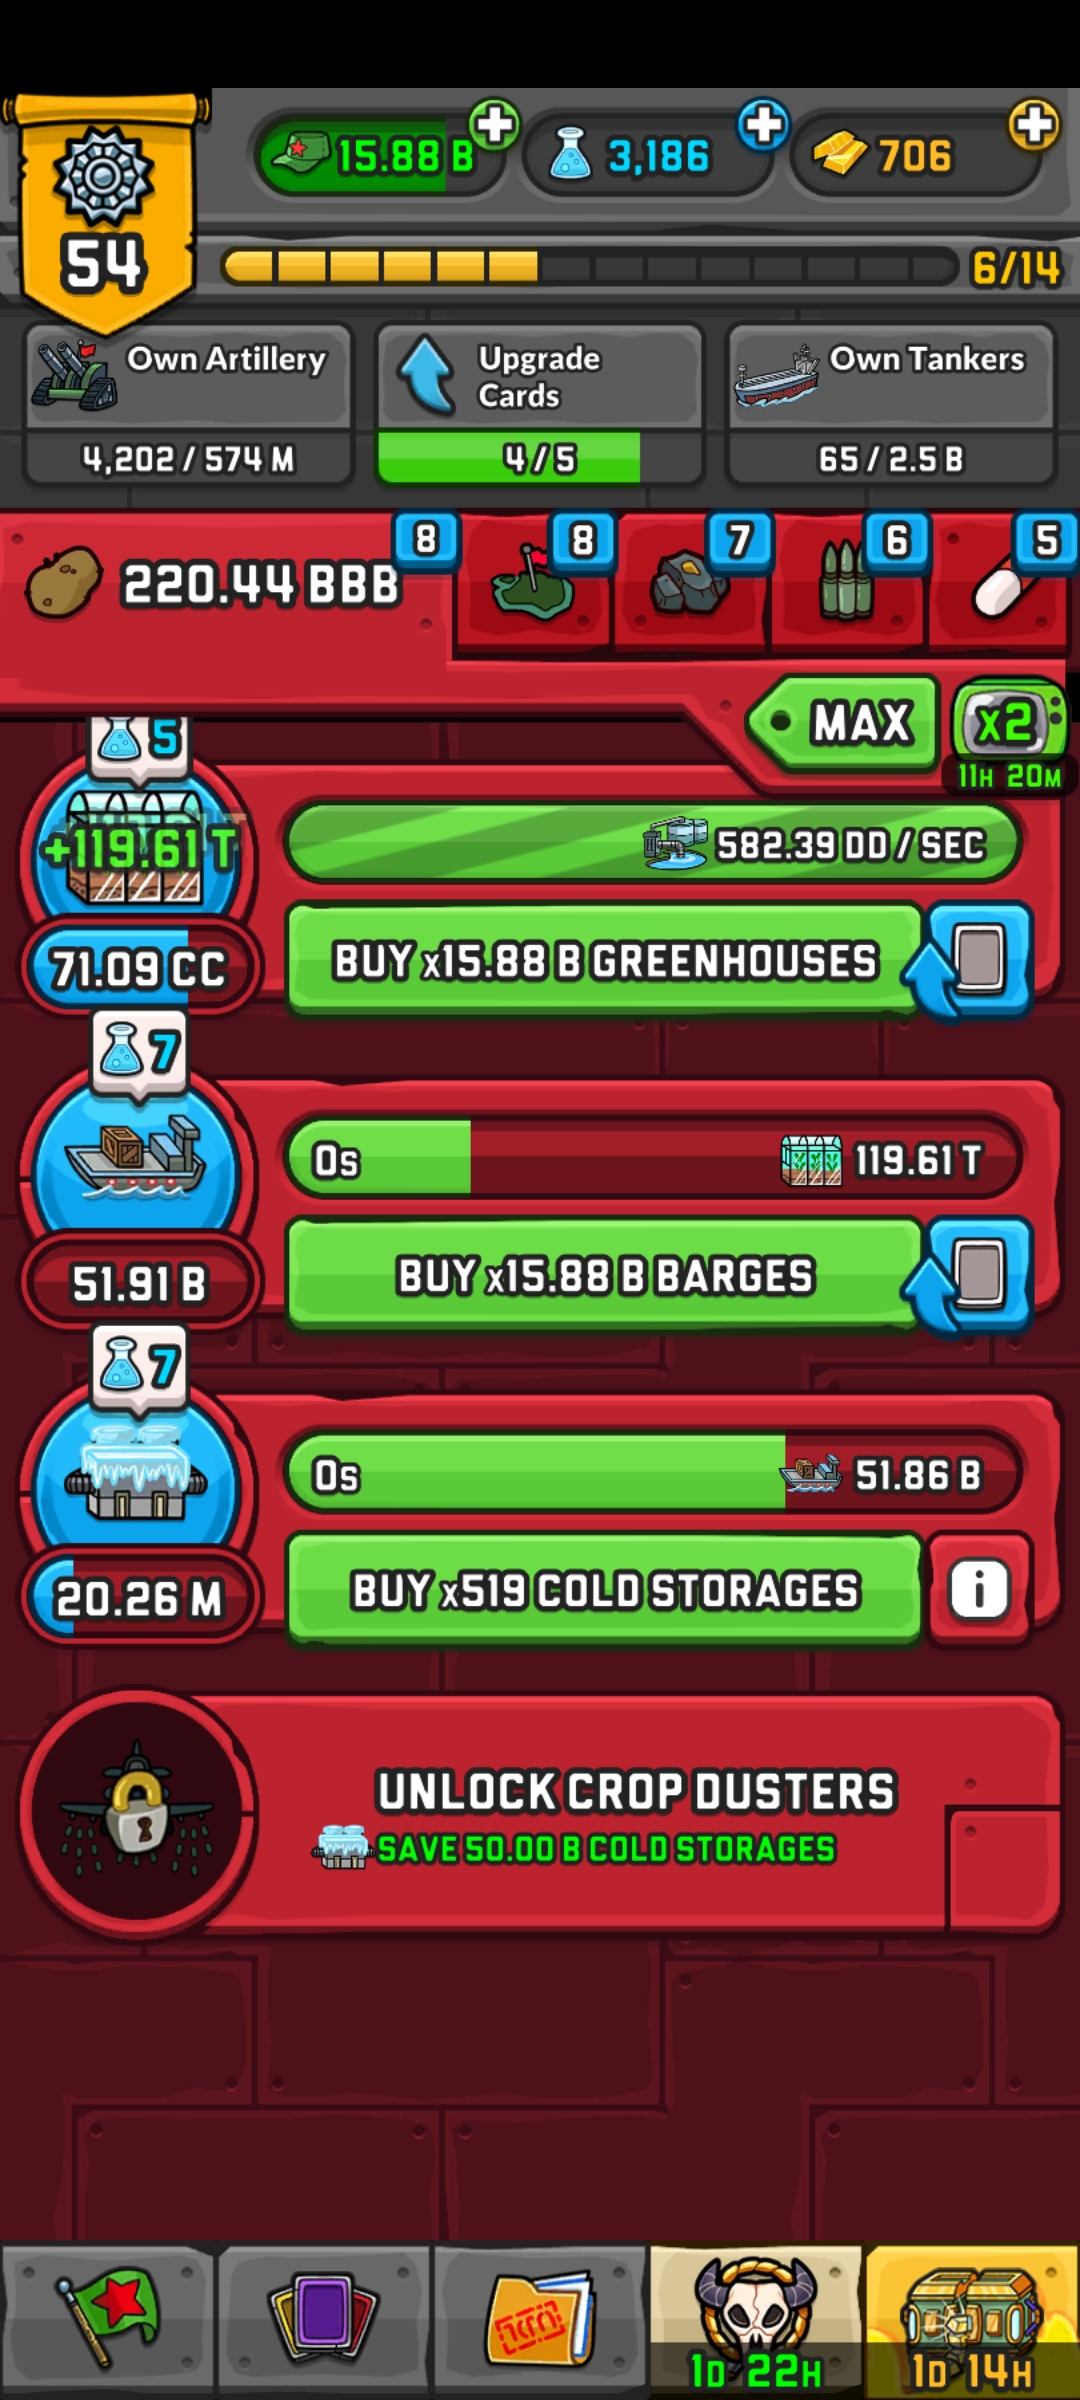 15.88 B
3,186
706
54
6/14
Own Artillery
4,202 / 574 M
Upgrade
Cards
4 / 5
Own Tankers
65 / 2.5 B
220.44 BBB
8
8
7
6
5
MAX
x2
11H 20M
5
+119.61 T
582.39 DD / SEC
71.09 CC
BUY x15.88 B GREENHOUSES
7
0s
119.61 T
51.91 B
BUY x15.88 B BARGES
7
0s
51.86 B
20.26 M
BUY x519 COLD STORAGES
i
UNLOCK CROP DUSTERS
SAVE 50.00 B COLD STORAGES
1D 22H
1D 14H